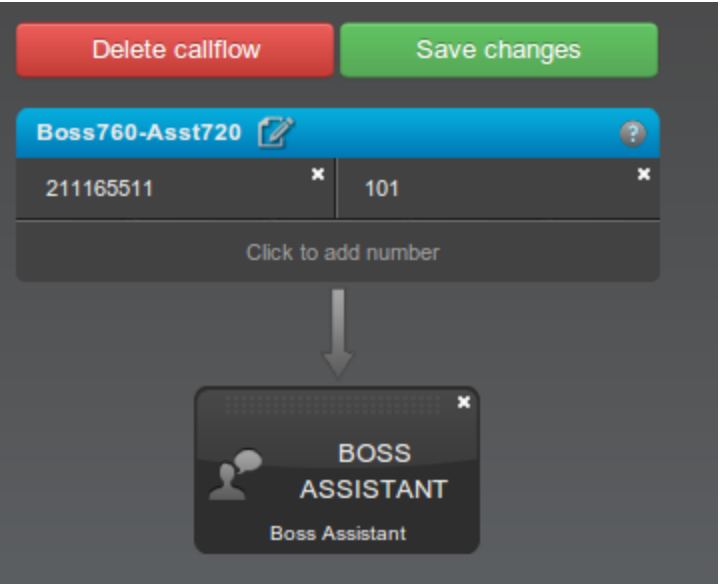 Delete callflow
Save changes
Boss760-Asst720
?
211165511
101
Click to add number
BOSS
ASSISTANT
Boss Assistant